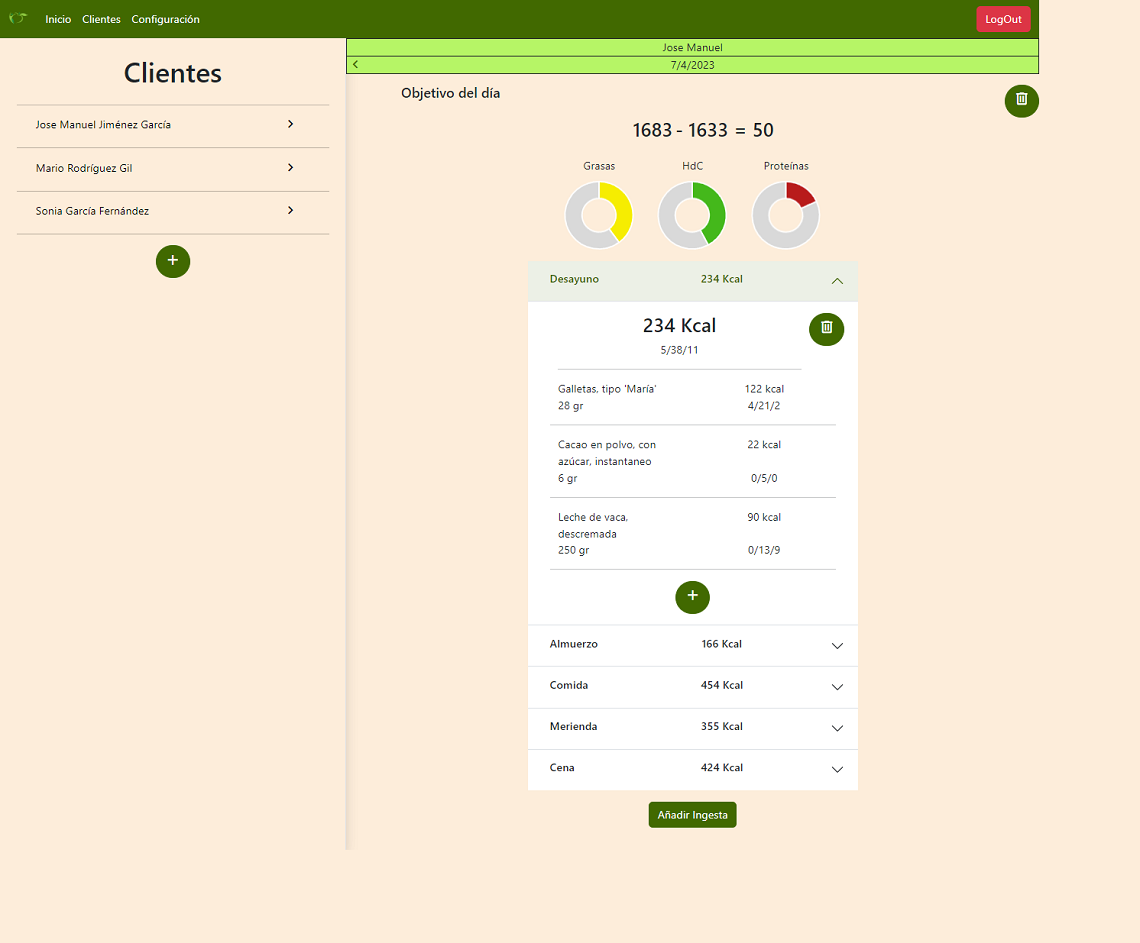 Inicio Clientes Configuración LogOut
Clientes
Jose Manuel Jiménez García
Mario Rodríguez Gil
Sonia García Fernández
+
Jose Manuel
7/4/2023
Objetivo del día
1683 - 1633 = 50
Grasas HdC Proteínas
Desayuno 234 Kcal
234 Kcal
5/38/11
Galletas, tipo 'María' 122 kcal
28 gr 4/21/2
Cacao en polvo, con 22 kcal
azúcar, instantaneo
6 gr 0/5/0
Leche de vaca, 90 kcal
descremada
250 gr 0/13/9
+
Almuerzo 166 Kcal
Comida 454 Kcal
Merienda 355 Kcal
Cena 424 Kcal
Añadir Ingesta